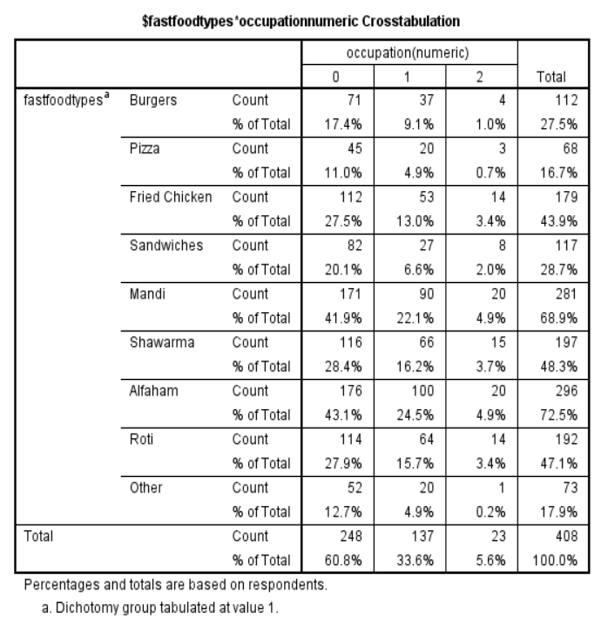 $fastfoodtypes*occupationnumeric Crosstabulation
occupation(numeric)
0 1 2 Total
fastfoodtypesa Burgers Count 71 37 4 112
% of Total 17.4% 9.1% 1.0% 27.5%
Pizza Count 45 20 3 68
% of Total 11.0% 4.9% 0.7% 16.7%
Fried Chicken Count 112 53 14 179
% of Total 27.5% 13.0% 3.4% 43.9%
Sandwiches Count 82 27 8 117
% of Total 20.1% 6.6% 2.0% 28.7%
Mandi Count 171 90 20 281
% of Total 41.9% 22.1% 4.9% 68.9%
Shawarma Count 116 66 15 197
% of Total 28.4% 16.2% 3.7% 48.3%
Alfaham Count 176 100 20 296
% of Total 43.1% 24.5% 4.9% 72.5%
Roti Count 114 64 14 192
% of Total 27.9% 15.7% 3.4% 47.1%
Other Count 52 20 1 73
% of Total 12.7% 4.9% 0.2% 17.9%
Total Count 248 137 23 408
% of Total 60.8% 33.6% 5.6% 100.0%
Percentages and totals are based on respondents.
a. Dichotomy group tabulated at value 1.